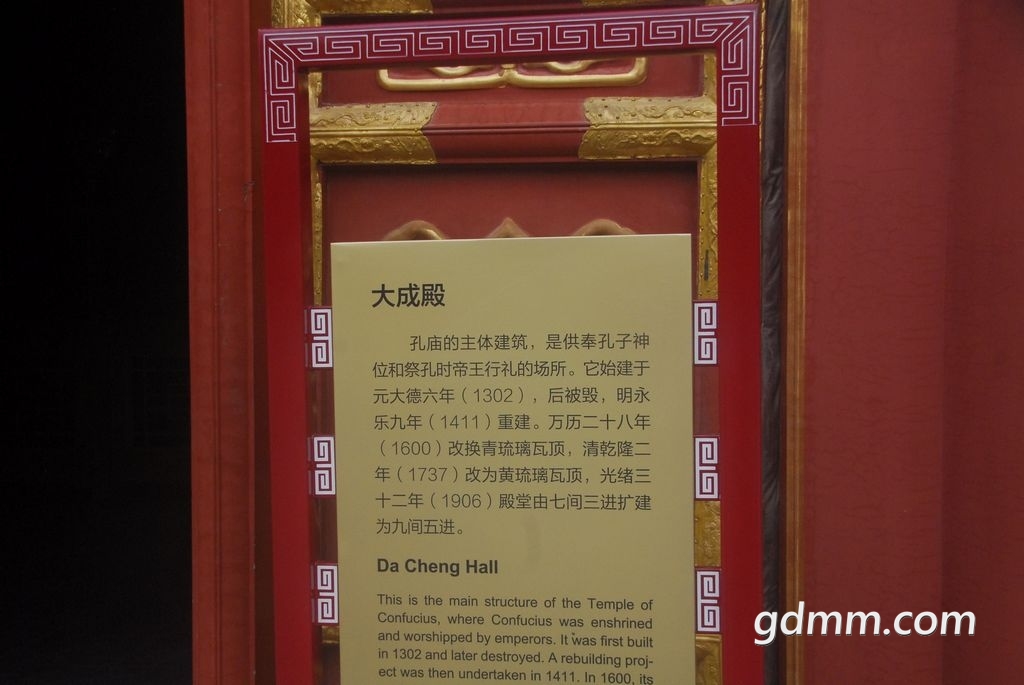 大成殿
孔庙的主体建筑，是供奉孔子神
位和祭孔时帝王行礼的场所。它始建于
元大德六年（1302），后被毁，明永
乐九年（1411）重建。万历二十八年
（1600）改换青琉璃瓦顶，清乾隆二
年（1737）改为黄琉璃瓦顶，光绪三
十二年（1906）殿堂由七间三进扩建
为九间五进。
Da Cheng Hall
This is the main structure of the Temple of
Confucius, where Confucius was enshrined
and worshipped by emperors. It was first built
in 1302 and later destroyed. A rebuilding proj-
ect was then undertaken in 1411. In 1600, its
gdmm.com